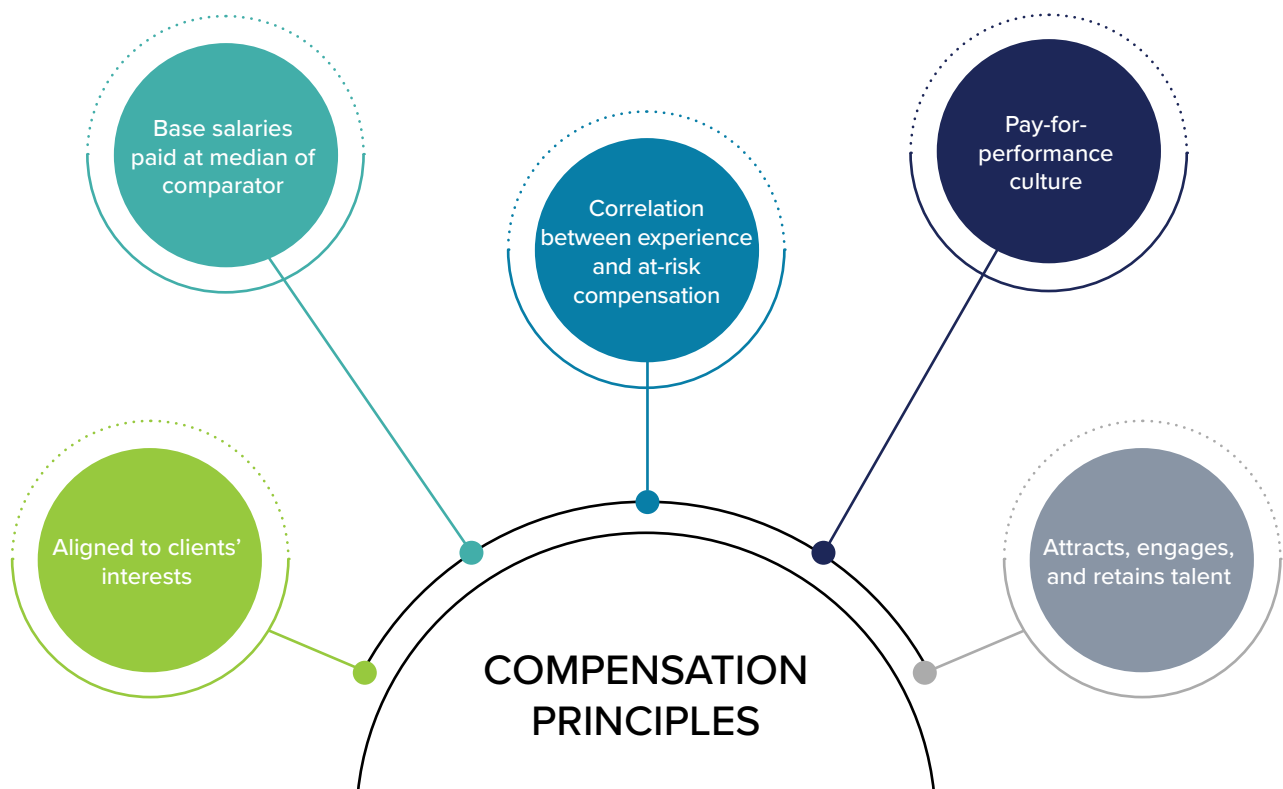 Base salaries
paid at median of
comparator
Correlation
between experience
and at-risk
compensation
Pay-for-
performance
culture
Aligned to clients’
interests
Attracts, engages,
and retains talent
COMPENSATION
PRINCIPLES